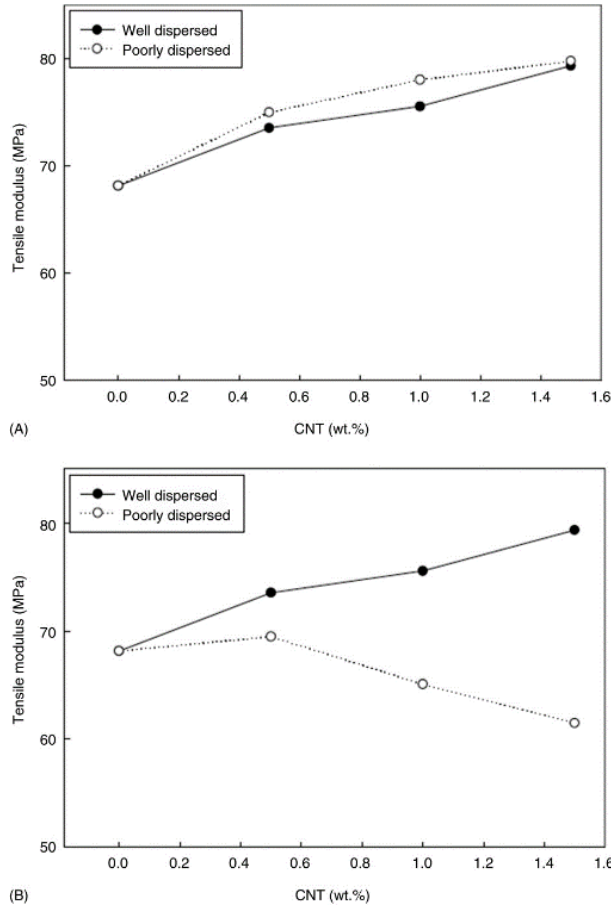 Well dispersed
Poorly dispersed
80
70
60
50
Tensile modulus (MPa)
0.0 0.2 0.4 0.6 0.8 1.0 1.2 1.4 1.6
(A)
CNT (wt.%)
Well dispersed
Poorly dispersed
80
70
60
50
Tensile modulus (MPa)
0.0 0.2 0.4 0.6 0.8 1.0 1.2 1.4 1.6
(B)
CNT (wt.%)